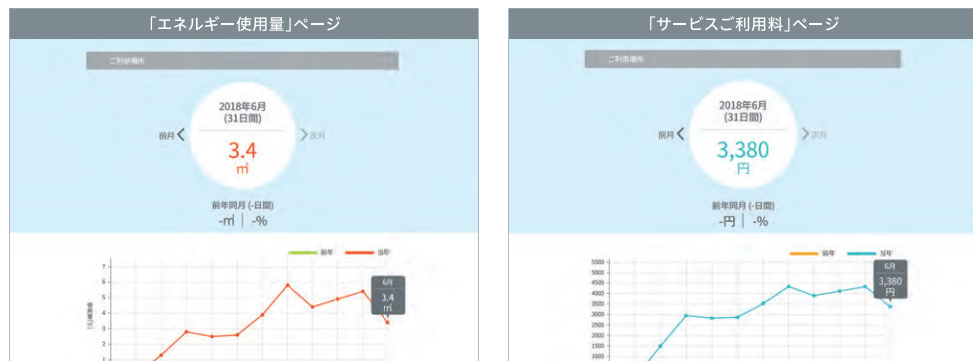 「エネルギー使用量」ページ
ご利用場所
2018年6月
(31日間)
前月
次月
3.4
㎥
前年同月 (-日間)
-㎥ | -%
前年
当年
7
6
5
4
3
2
1
6月
3.4
㎥
「サービスご利用料」ページ
ご利用場所
2018年6月
(31日間)
前月
次月
3,380
円
前年同月 (-日間)
-円 | -%
前年
当年
5500
5000
4500
4000
3500
3000
2500
2000
1500
1000
6月
3,380
円